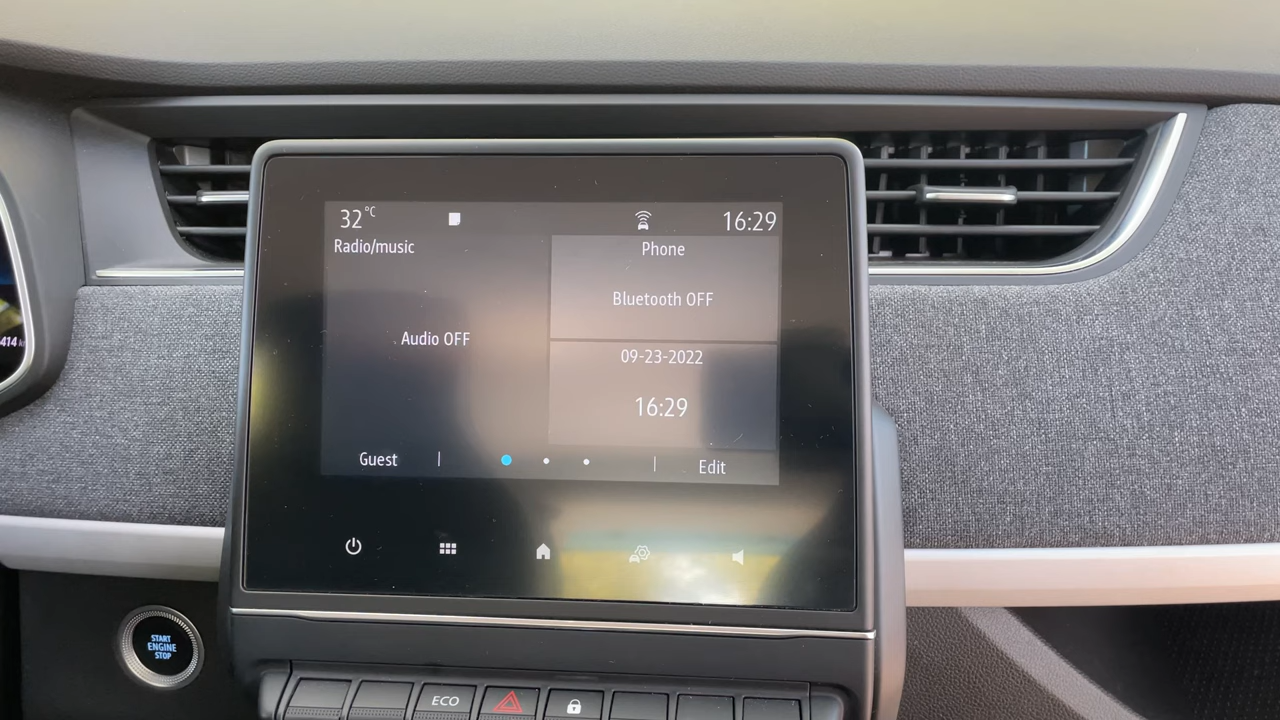 32°C
16:29
Radio/music
Phone
Bluetooth OFF
Audio OFF
09-23-2022
16:29
Guest
Edit
414 k
START
ENGINE
STOP
ECO